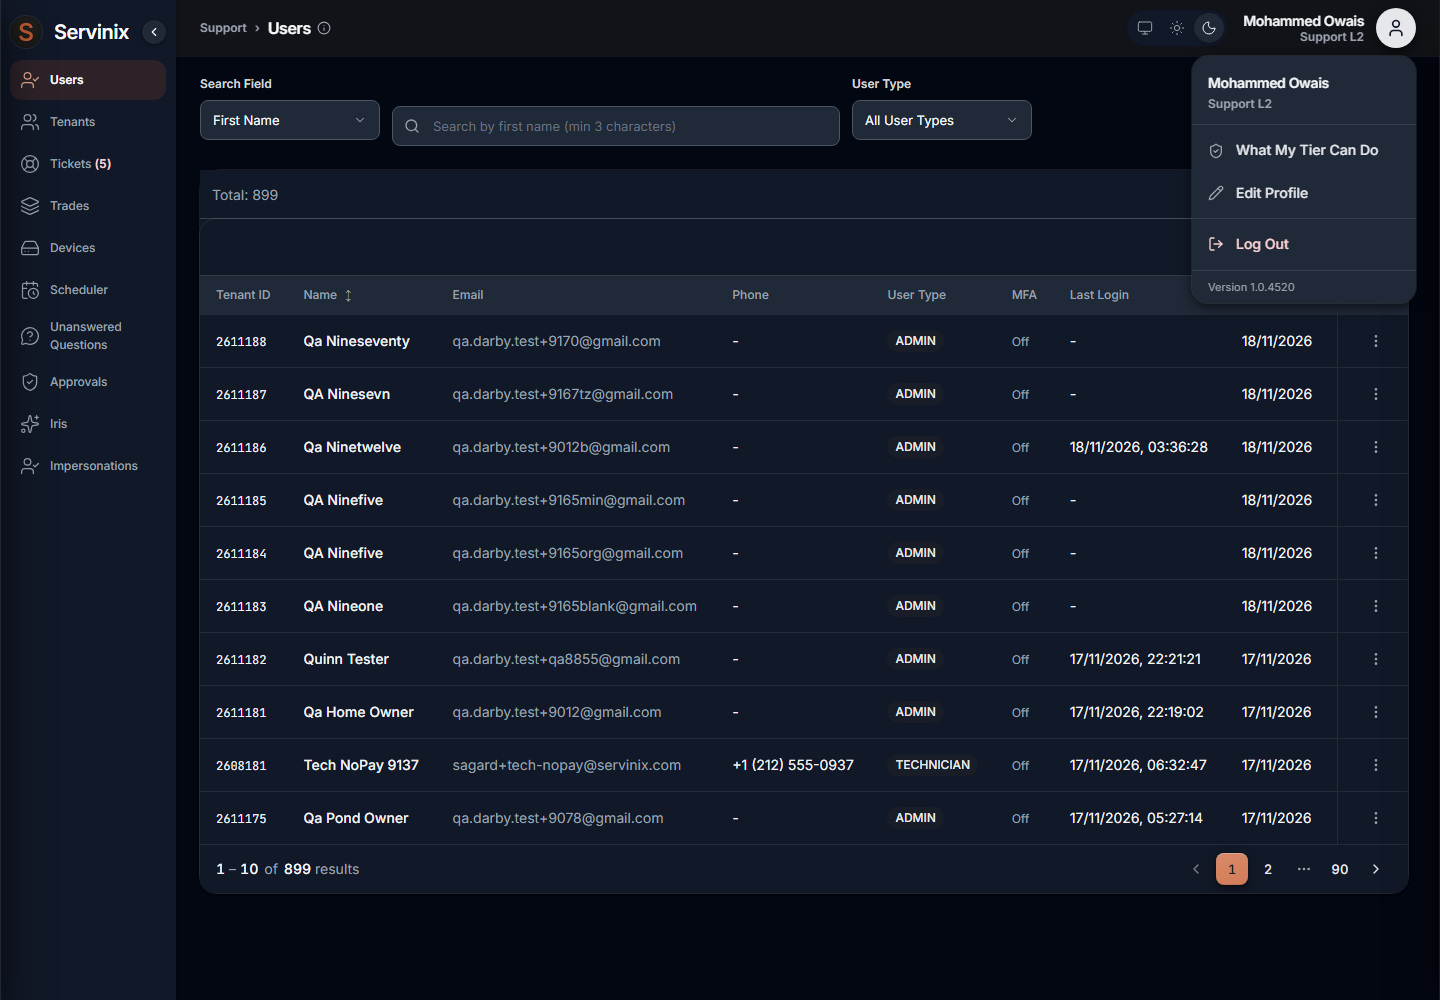 S Servinix
Users
Tenants
Tickets (5)
Trades
Devices
Scheduler
Unanswered
Questions
Approvals
Iris
Impersonations
Support › Users
Mohammed Owais
Support L2
Mohammed Owais
Support L2
What My Tier Can Do
Edit Profile
Log Out
Version 1.0.4520
Search Field
First Name
Search by first name (min 3 characters)
User Type
All User Types
Total: 899
Tenant ID Name Email Phone User Type MFA Last Login
2611188 Qa Nineseventy qa.darby.test+9170@gmail.com - ADMIN Off - 18/11/2026
2611187 QA Ninesevn qa.darby.test+9167tz@gmail.com - ADMIN Off - 18/11/2026
2611186 Qa Ninetwelve qa.darby.test+9012b@gmail.com - ADMIN Off 18/11/2026, 03:36:28 18/11/2026
2611185 QA Ninefive qa.darby.test+9165min@gmail.com - ADMIN Off - 18/11/2026
2611184 QA Ninefive qa.darby.test+9165org@gmail.com - ADMIN Off - 18/11/2026
2611183 QA Nineone qa.darby.test+9165blank@gmail.com - ADMIN Off - 18/11/2026
2611182 Quinn Tester qa.darby.test+qa8855@gmail.com - ADMIN Off 17/11/2026, 22:21:21 17/11/2026
2611181 Qa Home Owner qa.darby.test+9012@gmail.com - ADMIN Off 17/11/2026, 22:19:02 17/11/2026
2608181 Tech NoPay 9137 sagard+tech-nopay@servinix.com +1 (212) 555-0937 TECHNICIAN Off 17/11/2026, 06:32:47 17/11/2026
2611175 Qa Pond Owner qa.darby.test+9078@gmail.com - ADMIN Off 17/11/2026, 05:27:14 17/11/2026
1 – 10 of 899 results
1 2 ··· 90